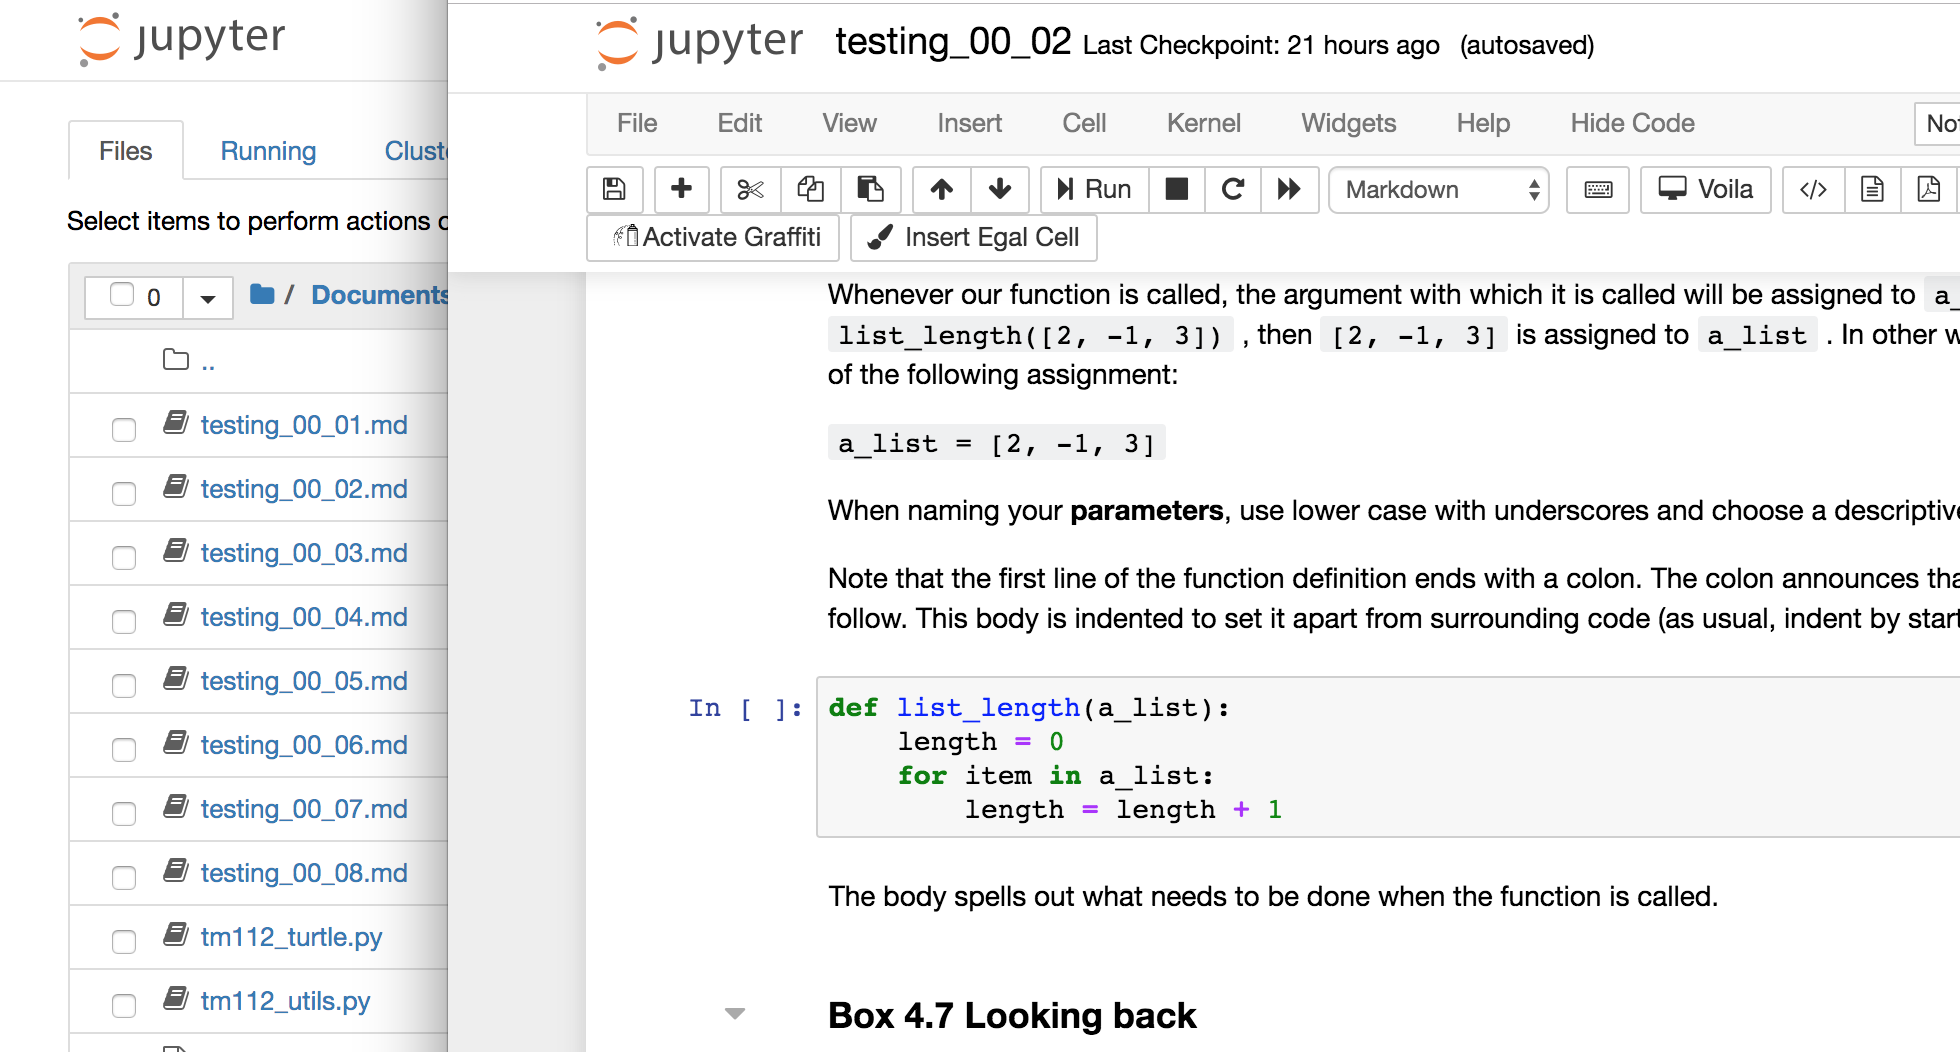 jupyter
Files Running Clust
Select items to perform actions o
0 / Documents
..
testing_00_01.md
testing_00_02.md
testing_00_03.md
testing_00_04.md
testing_00_05.md
testing_00_06.md
testing_00_07.md
testing_00_08.md
tm112_turtle.py
tm112_utils.py
jupyter testing_00_02 Last Checkpoint: 21 hours ago (autosaved)
File Edit View Insert Cell Kernel Widgets Help Hide Code Not
Run Markdown Voila </>
Activate Graffiti Insert Egal Cell
Whenever our function is called, the argument with which it is called will be assigned to a_
list_length([2, -1, 3]) , then [2, -1, 3] is assigned to a_list . In other w
of the following assignment:
a_list = [2, -1, 3]
When naming your parameters, use lower case with underscores and choose a descriptive
Note that the first line of the function definition ends with a colon. The colon announces tha
follow. This body is indented to set it apart from surrounding code (as usual, indent by start
In [ ]: def list_length(a_list):
length = 0
for item in a_list:
length = length + 1
The body spells out what needs to be done when the function is called.
Box 4.7 Looking back